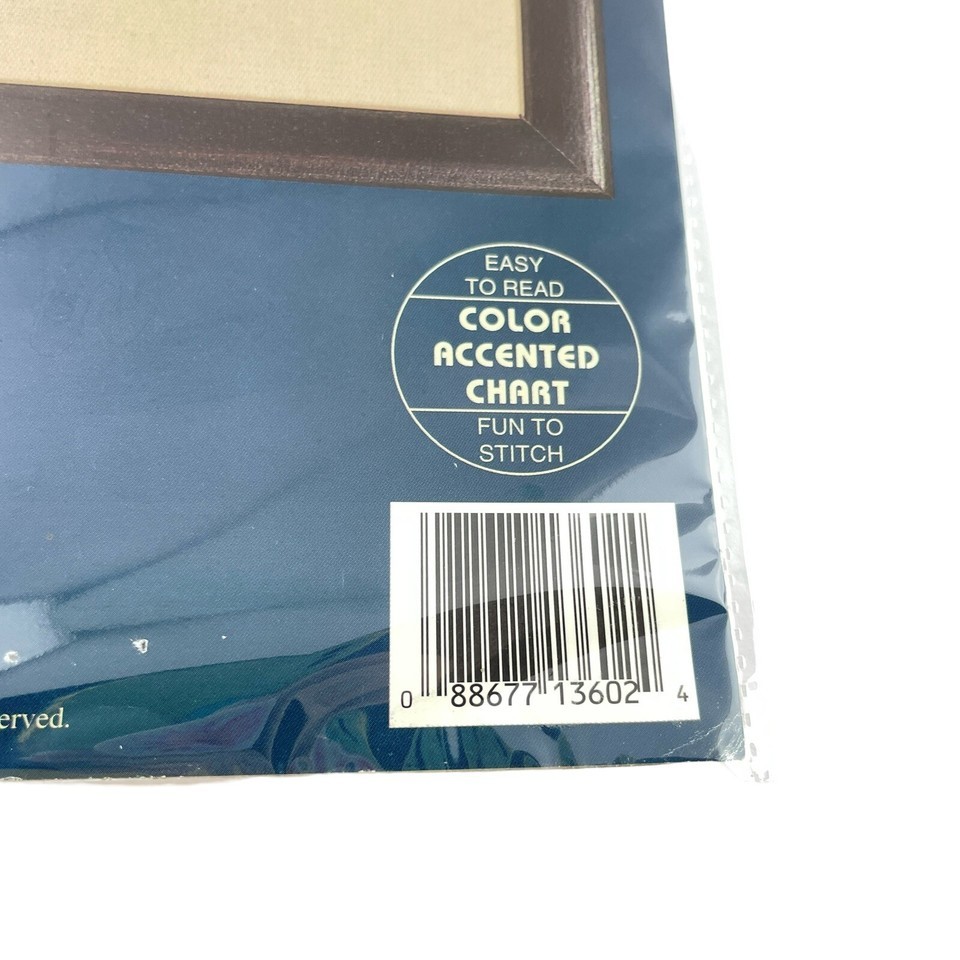 EASY
TO READ
COLOR
ACCENTED
CHART
FUN TO
STITCH
0 88677 13602 4
erved.